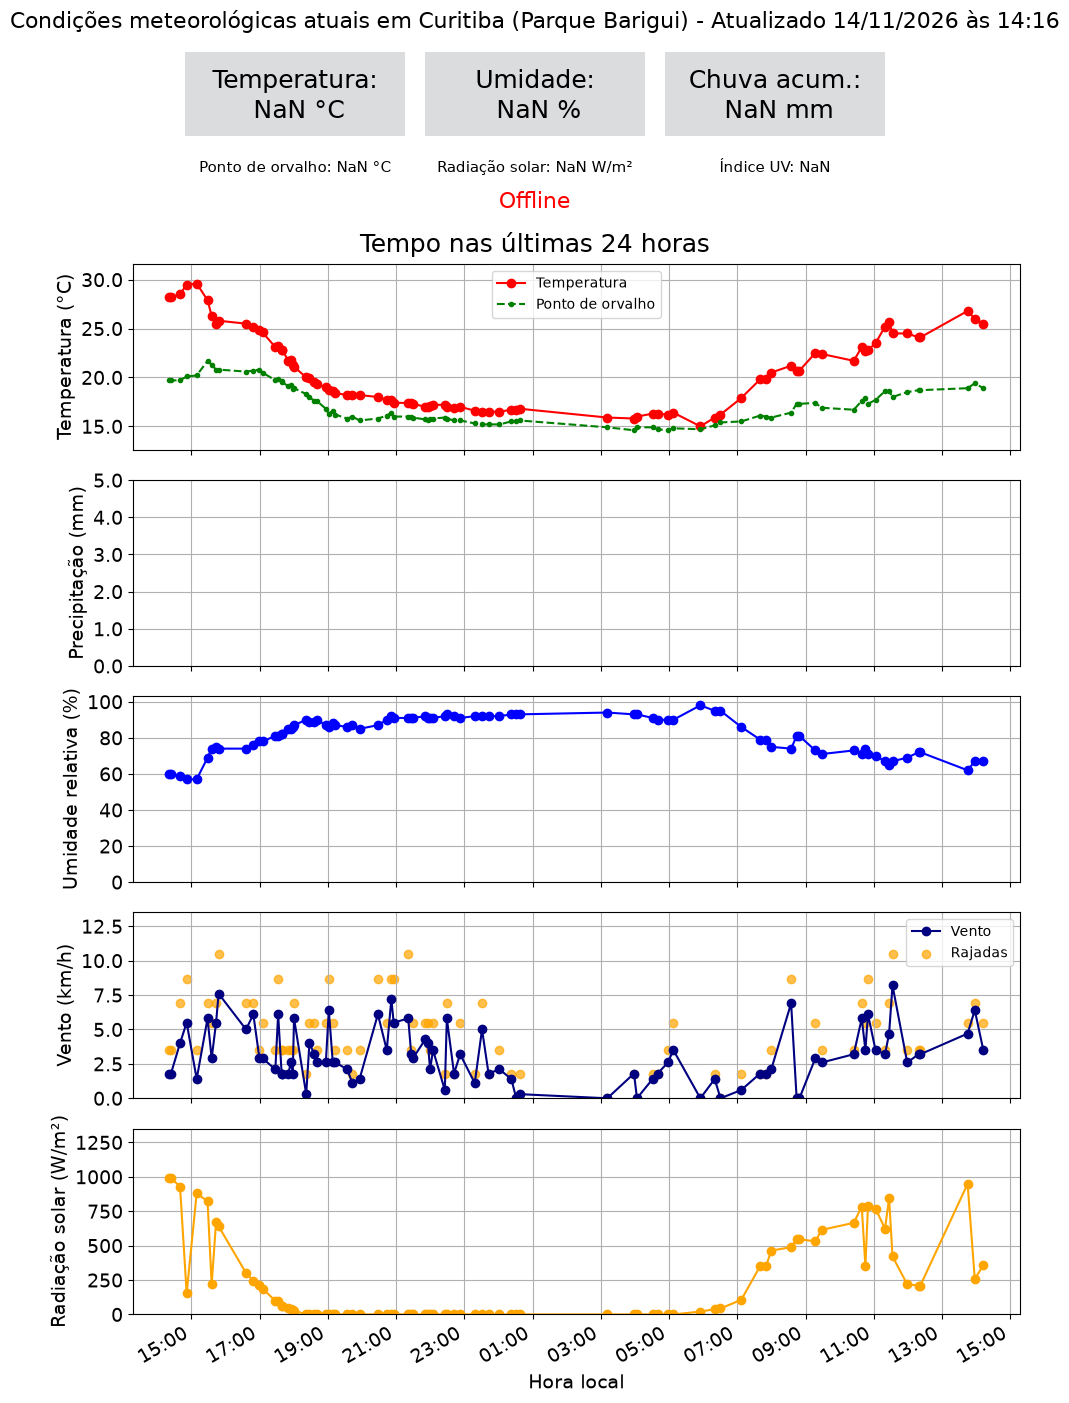 Condições meteorológicas atuais em Curitiba (Parque Barigui) - Atualizado 14/11/2026 às 14:16
Temperatura:
NaN °C
Umidade:
NaN %
Chuva acum.:
NaN mm
Ponto de orvalho: NaN °C
Radiação solar: NaN W/m²
Índice UV: NaN
Offline
Tempo nas últimas 24 horas
Temperatura (°C)
30.0
25.0
20.0
15.0
Temperatura
Ponto de orvalho
Precipitação (mm)
5.0
4.0
3.0
2.0
1.0
0.0
Umidade relativa (%)
100
80
60
40
20
0
Vento (km/h)
12.5
10.0
7.5
5.0
2.5
0.0
Vento
Rajadas
Radiação solar (W/m²)
1250
1000
750
500
250
0
15:00
17:00
19:00
21:00
23:00
01:00
03:00
05:00
07:00
09:00
11:00
13:00
15:00
Hora local